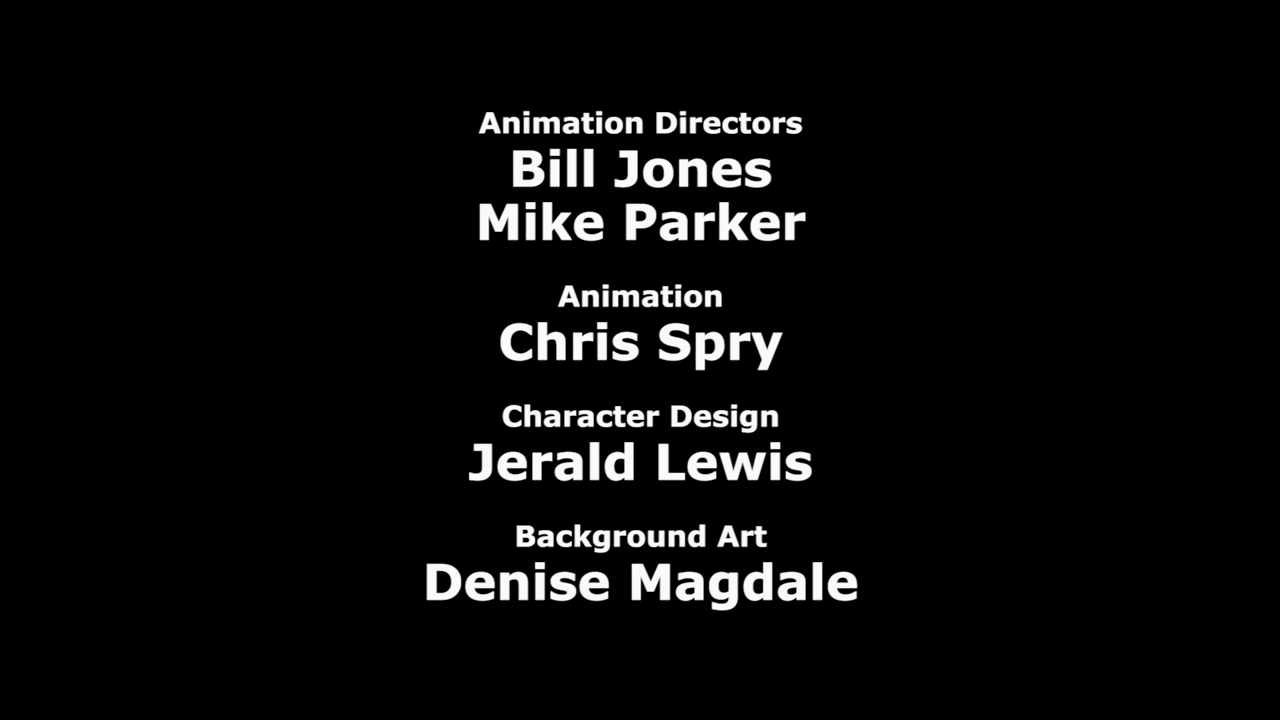 Animation Directors
Bill Jones
Mike Parker
Animation
Chris Spry
Character Design
Jerald Lewis
Background Art
Denise Magdale